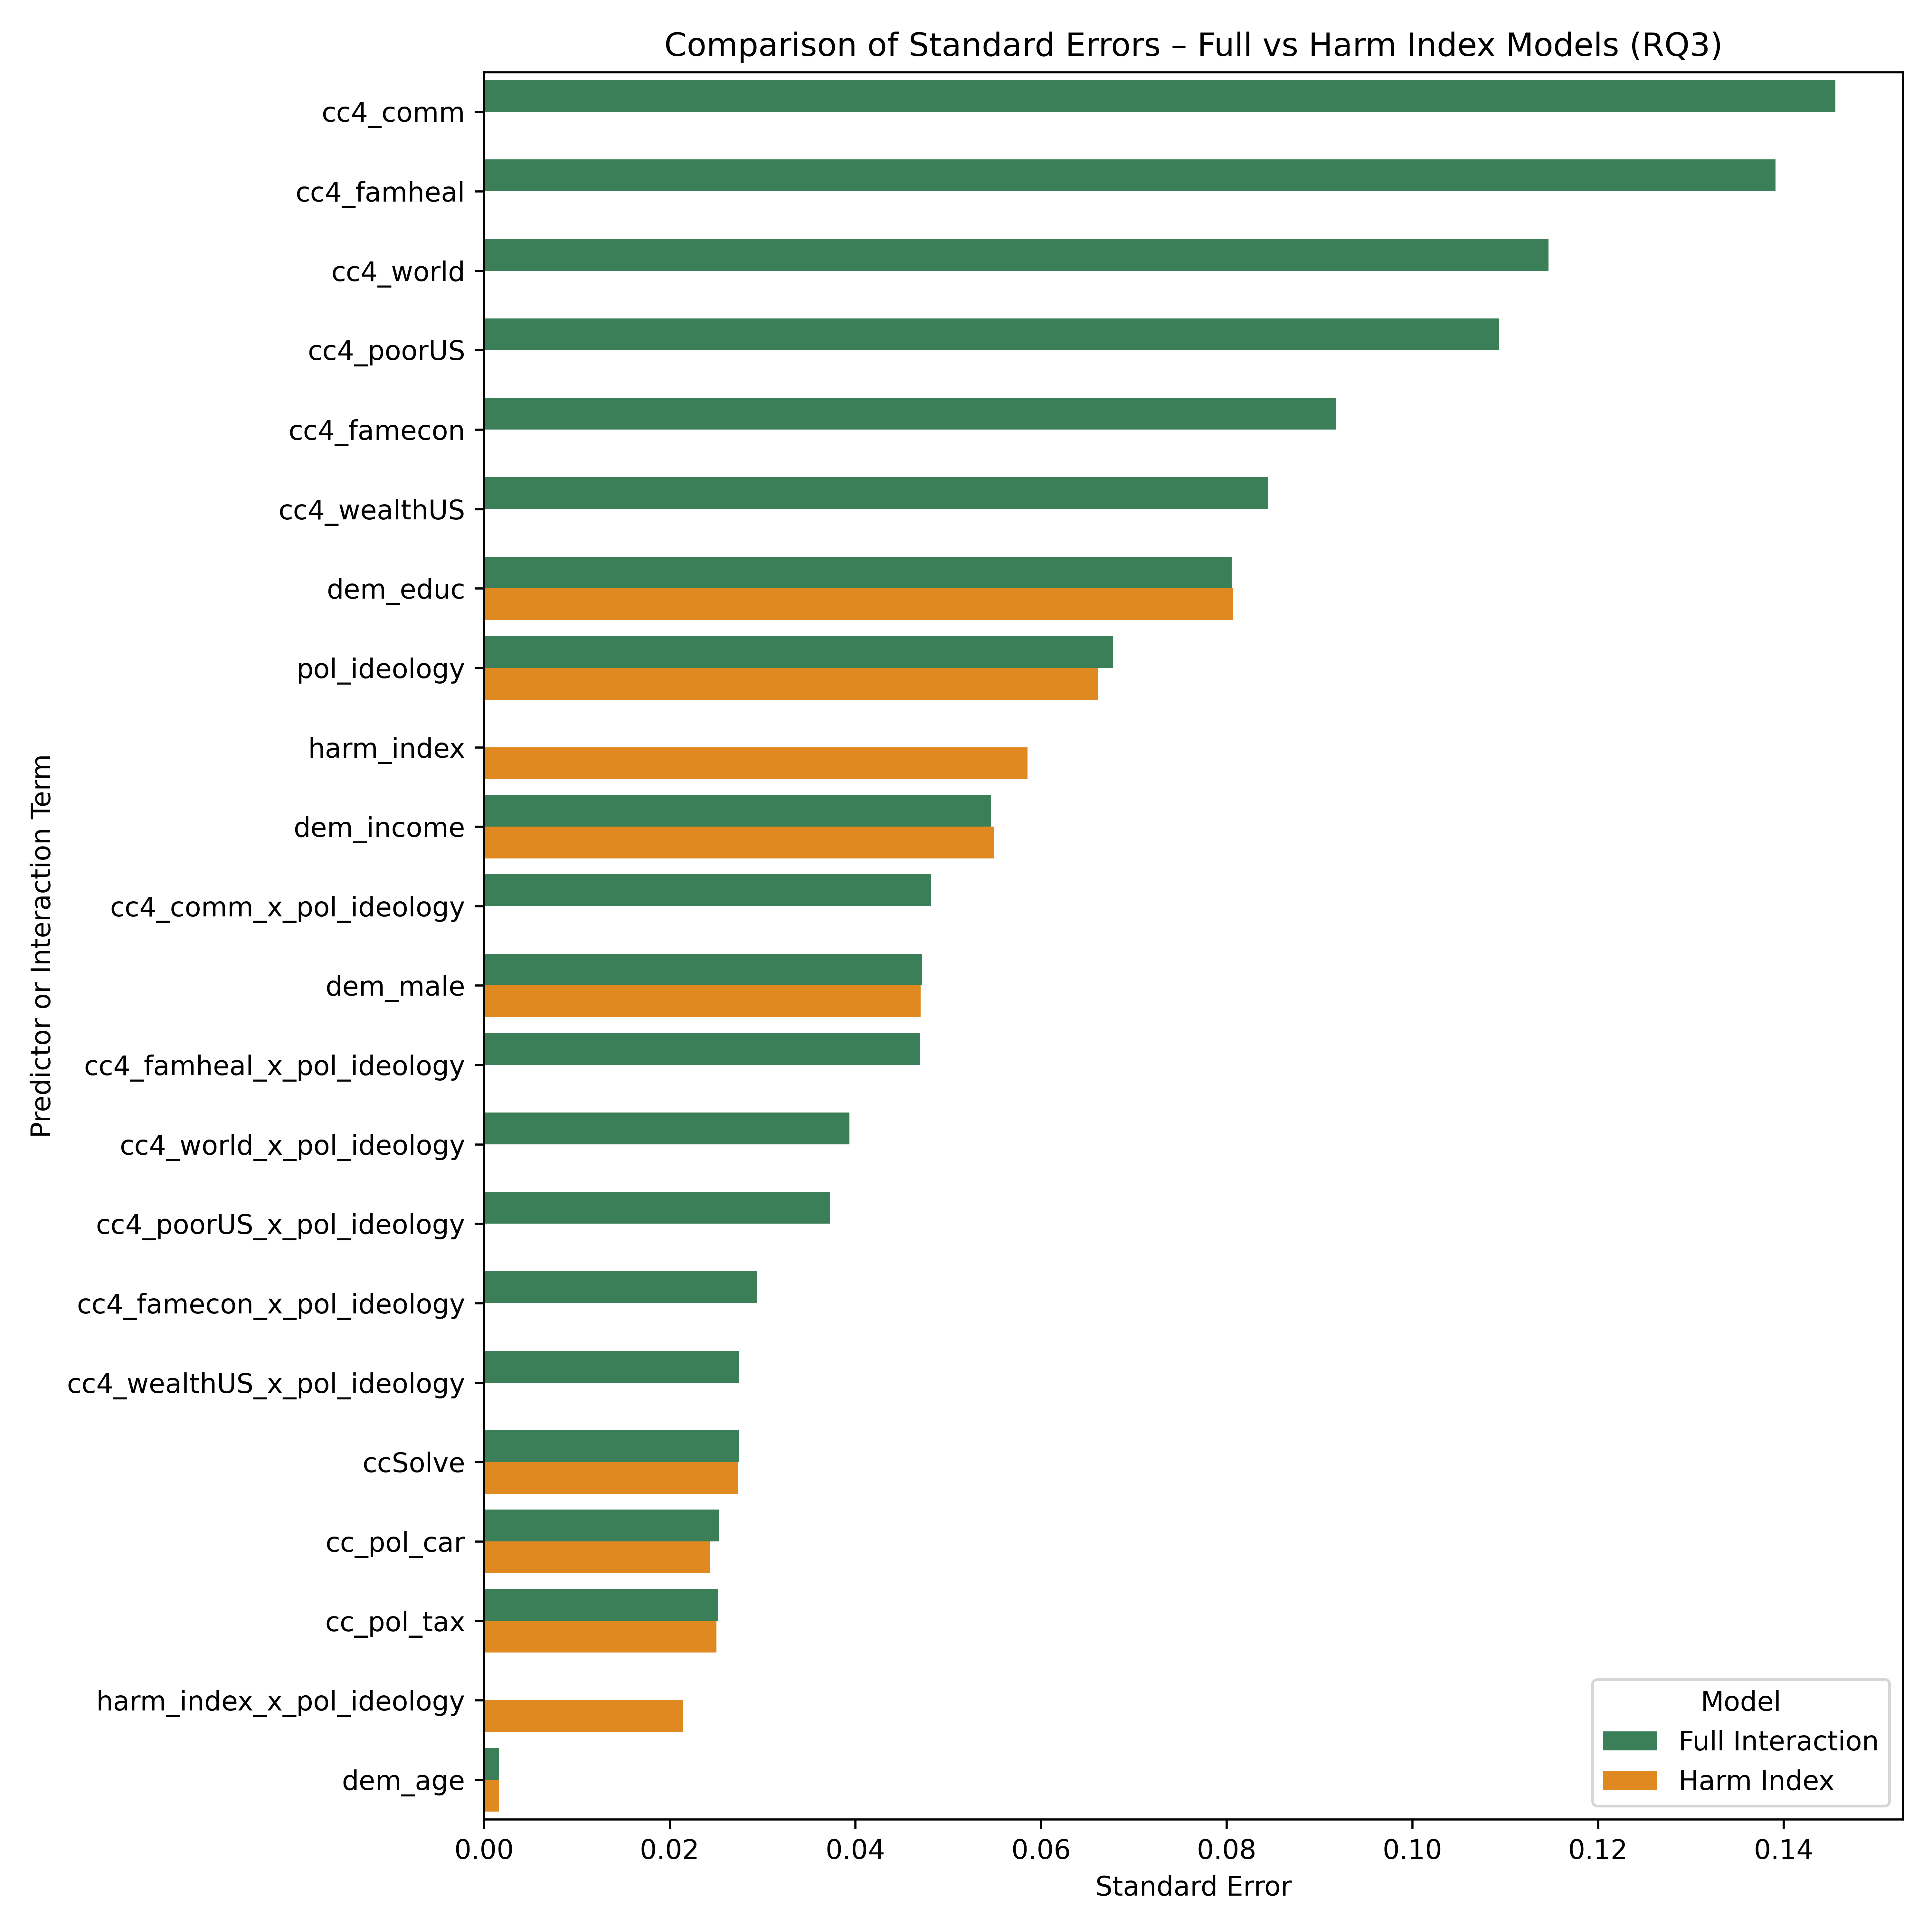 Comparison of Standard Errors – Full vs Harm Index Models (RQ3)
Predictor or Interaction Term
cc4_comm
cc4_famheal
cc4_world
cc4_poorUS
cc4_famecon
cc4_wealthUS
dem_educ
pol_ideology
harm_index
dem_income
cc4_comm_x_pol_ideology
dem_male
cc4_famheal_x_pol_ideology
cc4_world_x_pol_ideology
cc4_poorUS_x_pol_ideology
cc4_famecon_x_pol_ideology
cc4_wealthUS_x_pol_ideology
ccSolve
cc_pol_car
cc_pol_tax
harm_index_x_pol_ideology
dem_age
Model
Full Interaction
Harm Index
0.00 0.02 0.04 0.06 0.08 0.10 0.12 0.14
Standard Error